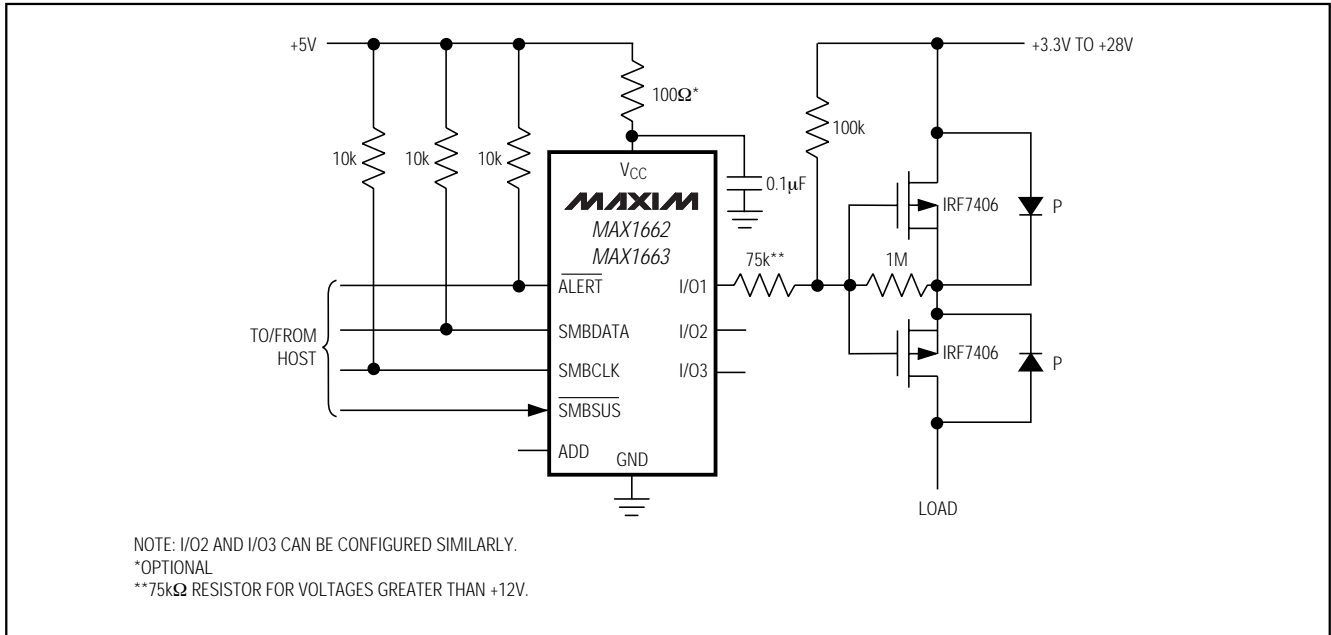 +5V
+3.3V TO +28V
100Ω*
100k
10k
10k
10k
VCC
0.1µF
MAXIM
IRF7406
P
MAX1662
MAX1663
75k**
1M
ALERT
I/O1
TO/FROM
HOST
SMBDATA
I/O2
IRF7406
P
SMBCLK
I/O3
SMBSUS
ADD
GND
LOAD
NOTE: I/O2 AND I/O3 CAN BE CONFIGURED SIMILARLY.
*OPTIONAL
**75kΩ RESISTOR FOR VOLTAGES GREATER THAN +12V.